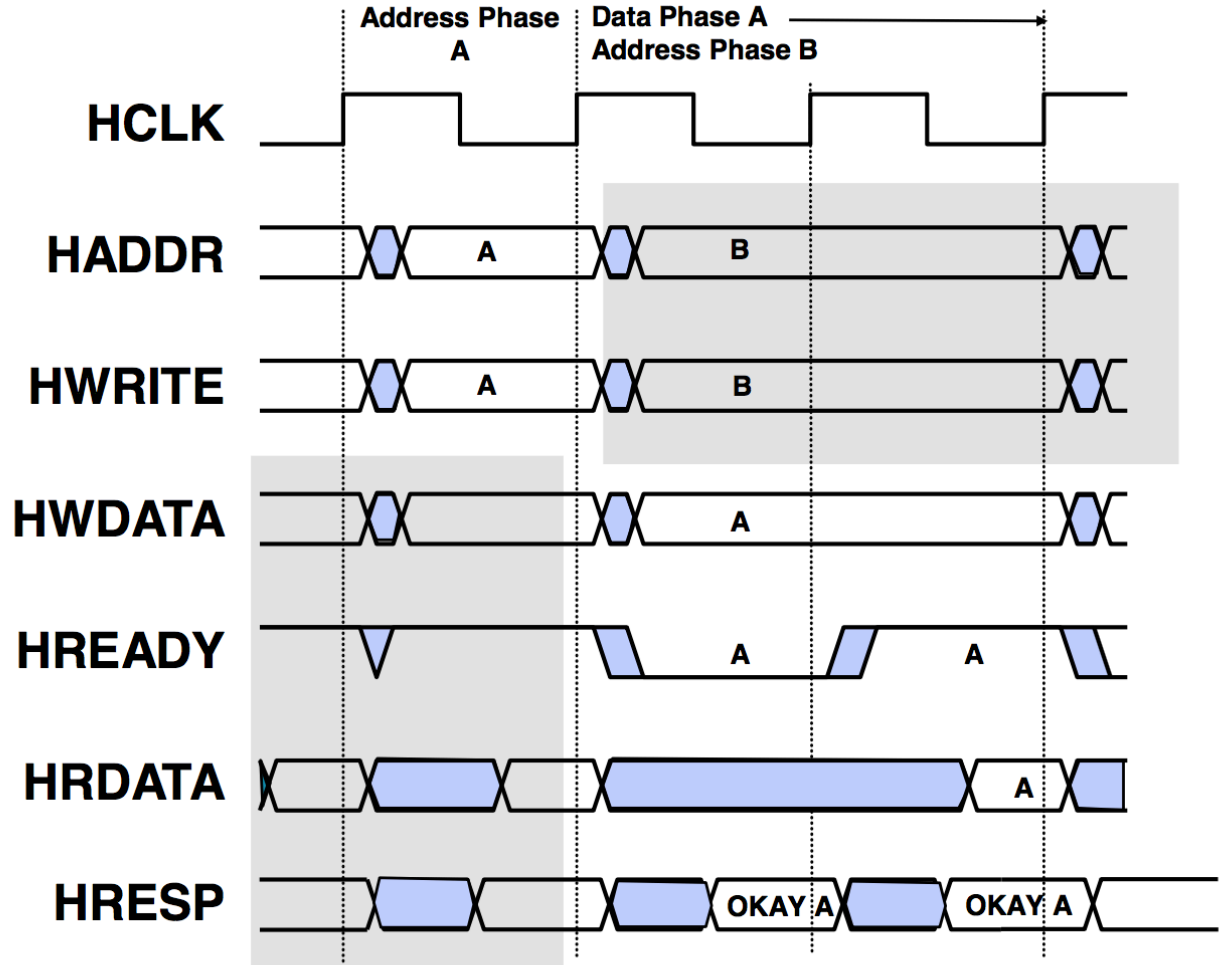 Address Phase
A
Data Phase A
Address Phase B
HCLK
HADDR A B
HWRITE A B
HWDATA A
HREADY A A
HRDATA A
HRESP OKAY A OKAY A